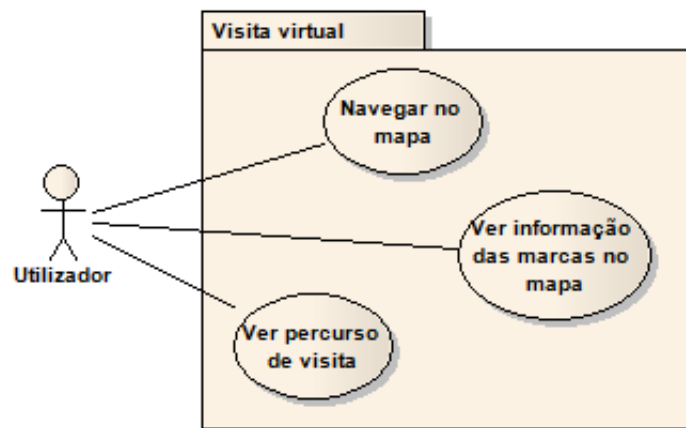 Visita virtual
Navegar no
mapa
Ver informação
das marcas no
mapa
Utilizador
Ver percurso
de visita